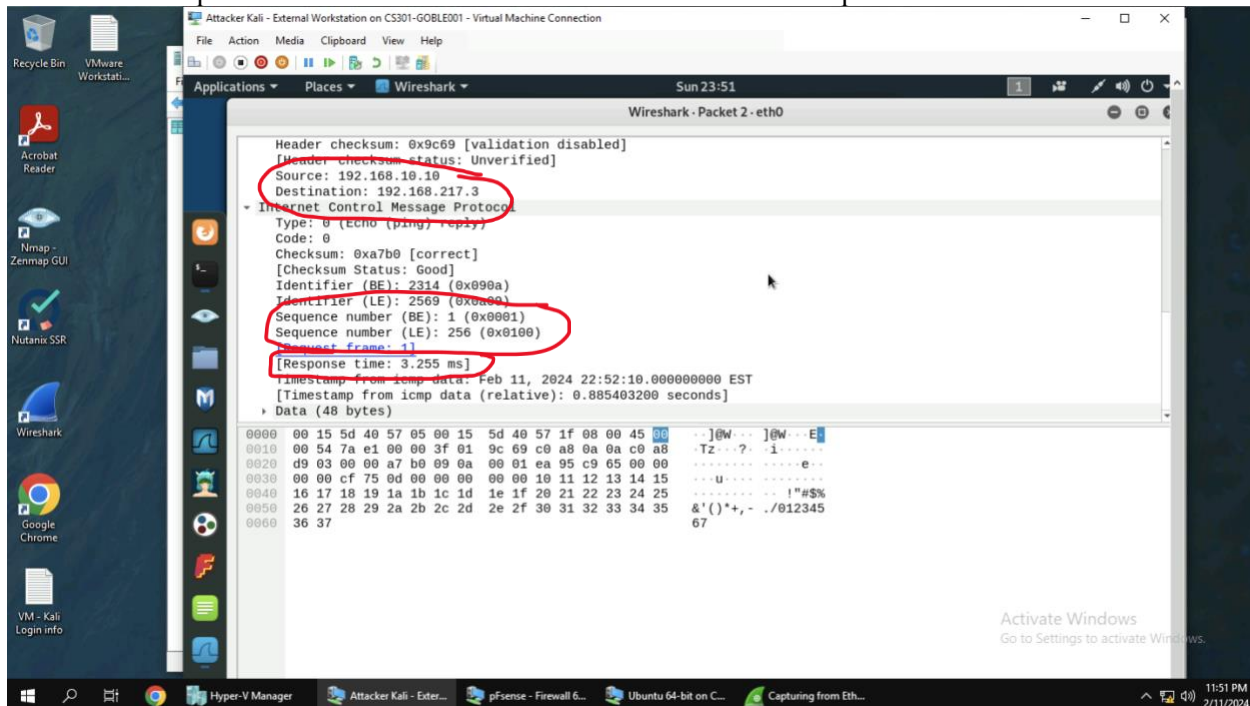 Attacker Kali - External Workstation on CS301-GOBLE001 - Virtual Machine Connection
File Action Media Clipboard View Help
Recycle Bin
VMware Workstati...
Applications Places Wireshark Sun 23:51 1
Wireshark · Packet 2 · eth0
Acrobat Reader
Nmap - Zenmap GUI
Nutanix SSR
Wireshark
Google Chrome
VM - Kali Login info
Header checksum: 0x9c69 [validation disabled]
[Header checksum status: Unverified]
Source: 192.168.10.10
Destination: 192.168.217.3
Internet Control Message Protocol
Type: 0 (Echo (ping) reply)
Code: 0
Checksum: 0xa7b0 [correct]
[Checksum Status: Good]
Identifier (BE): 2314 (0x090a)
Identifier (LE): 2569 (0x0a09)
Sequence number (BE): 1 (0x0001)
Sequence number (LE): 256 (0x0100)
[Request frame: 1]
[Response time: 3.255 ms]
Timestamp from icmp data: Feb 11, 2024 22:52:10.000000000 EST
[Timestamp from icmp data (relative): 0.885403200 seconds]
Data (48 bytes)
0000 00 15 5d 40 57 05 00 15 5d 40 57 1f 08 00 45 00 ··]@W··· ]@W···E·
0010 00 54 7a e1 00 00 3f 01 9c 69 c0 a8 0a 0a c0 a8 ·Tz···?· ·i······
0020 d9 03 00 00 a7 b0 09 0a 00 01 ea 95 c9 65 00 00 ········ ·····e··
0030 00 00 cf 75 0d 00 00 00 00 00 10 11 12 13 14 15 ···u···· ········
0040 16 17 18 19 1a 1b 1c 1d 1e 1f 20 21 22 23 24 25 ········ ·· !"#$%
0050 26 27 28 29 2a 2b 2c 2d 2e 2f 30 31 32 33 34 35 &'()*+,- ./012345
0060 36 37 67
Activate Windows
Go to Settings to activate Windows.
Hyper-V Manager
Attacker Kali - Exter...
pfSense - Firewall 6...
Ubuntu 64-bit on C...
Capturing from Eth...
11:51 PM
2/11/2024